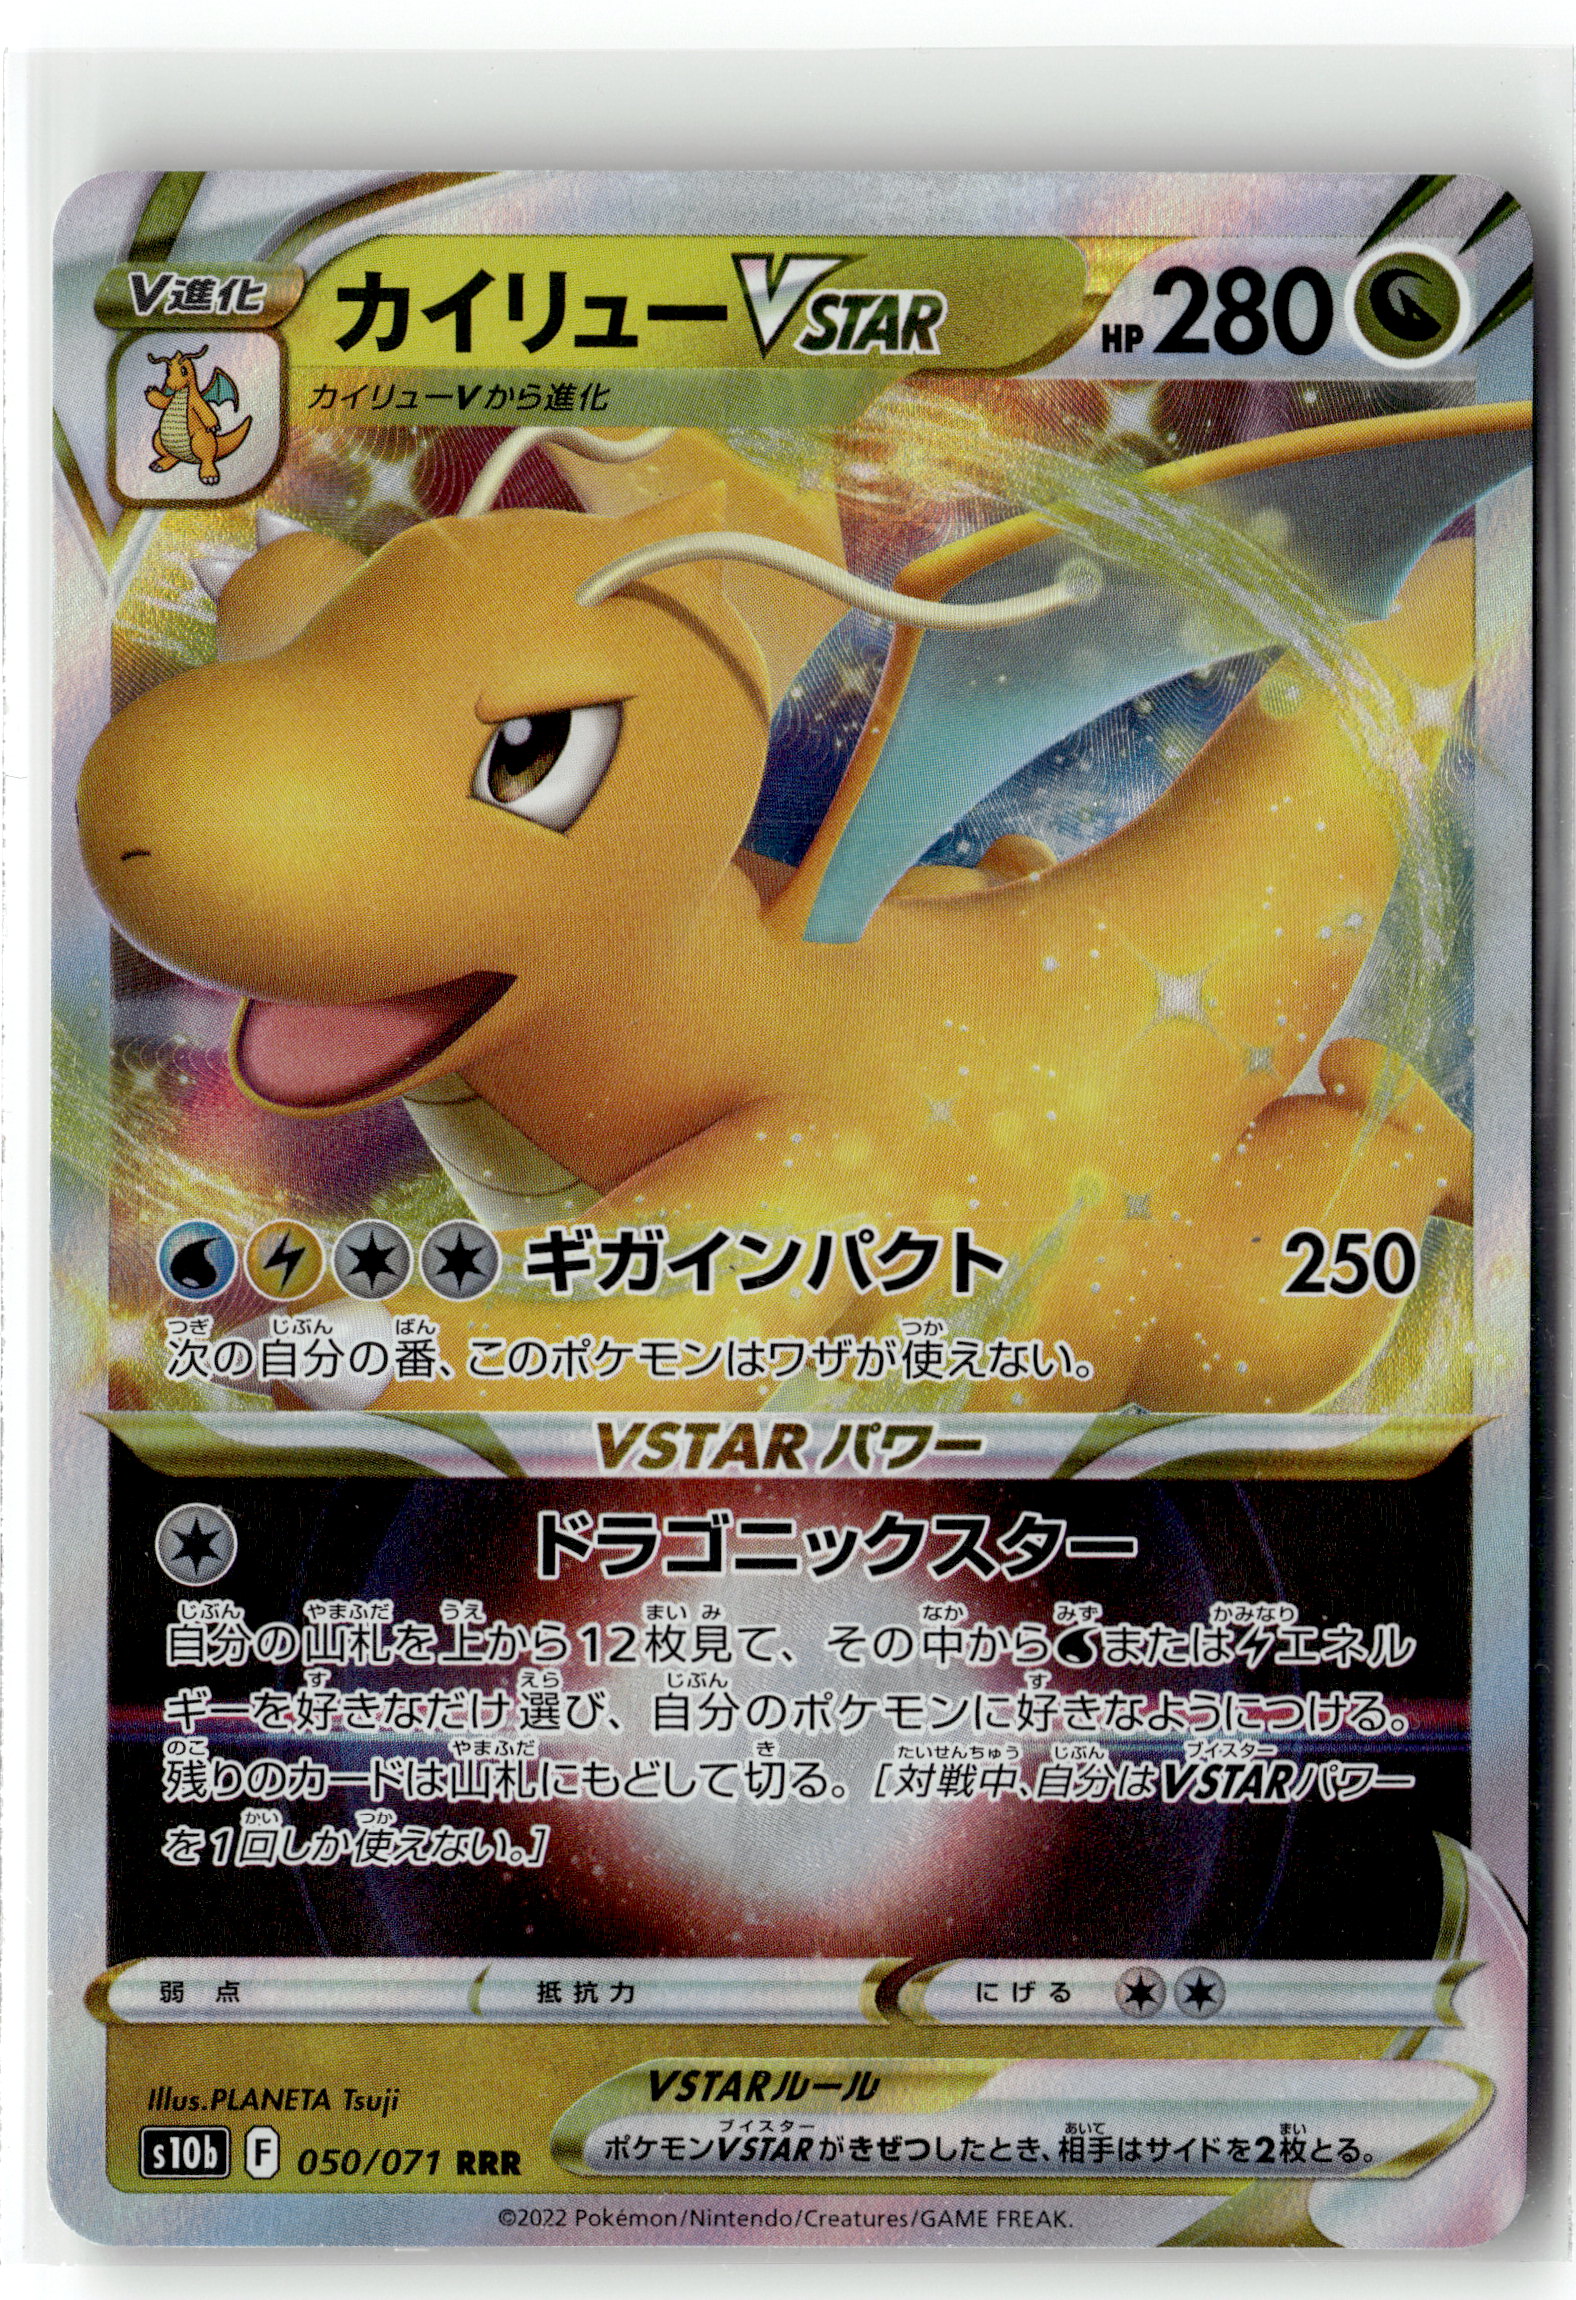 V進化
カイリューVSTAR
HP 280
カイリューVから進化
ギガインパクト 250
次の自分の番、このポケモンはワザが使えない。
VSTARパワー
ドラゴニックスター
自分の山札を上から12枚見て、その中からまたはエネル
ギーを好きなだけ選び、自分のポケモンに好きなようにつける。
残りのカードは山札にもどして切る。[対戦中、自分はVSTARパワー
を1回しか使えない。]
弱点 抵抗力 にげる
Illus.PLANETA Tsuji
VSTARルール
ポケモンVSTARがきぜつしたとき、相手はサイドを2枚とる。
s10b F 050/071 RRR
©2022 Pokémon/Nintendo/Creatures/GAME FREAK.